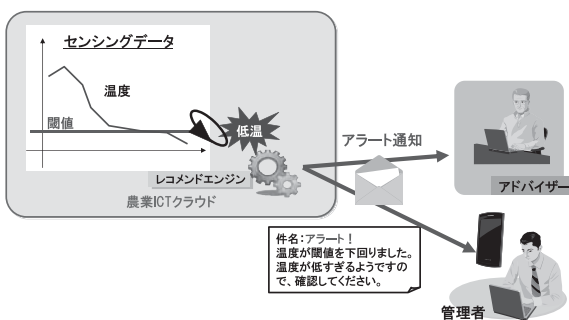 センシングデータ
温度
閾値
低温
レコメンドエンジン
農業ICTクラウド
アラート通知
アドバイザー
件名:アラート!
温度が閾値を下回りました。
温度が低すぎるようですの
で、確認してください。
管理者